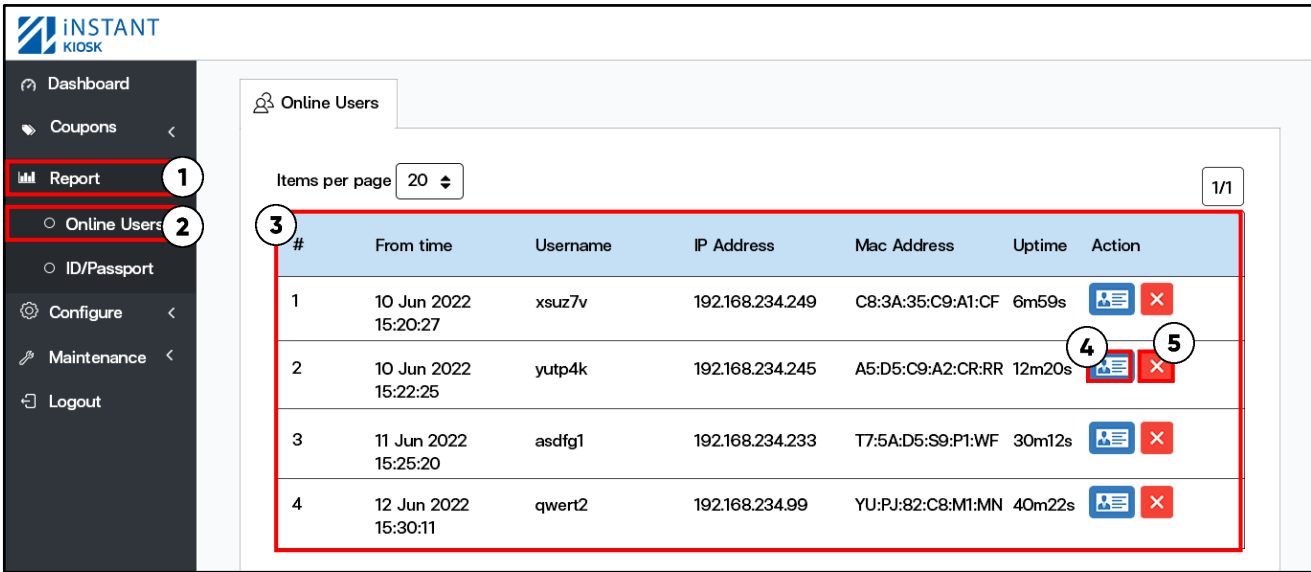 iNSTANT
KIOSK
Dashboard
Coupons
Report
1
Online Users
2
ID/Passport
Configure
Maintenance
Logout
Online Users
Items per page 20
1/1
3
# From time Username IP Address Mac Address Uptime Action
1 10 Jun 2022 xsuz7v 192.168.234.249 C8:3A:35:C9:A1:CF 6m59s
15:20:27
4 5
2 10 Jun 2022 yutp4k 192.168.234.245 A5:D5:C9:A2:CR:RR 12m20s
15:22:25
3 11 Jun 2022 asdfg1 192.168.234.233 T7:5A:D5:S9:P1:WF 30m12s
15:25:20
4 12 Jun 2022 qwert2 192.168.234.99 YU:PJ:82:C8:M1:MN 40m22s
15:30:11